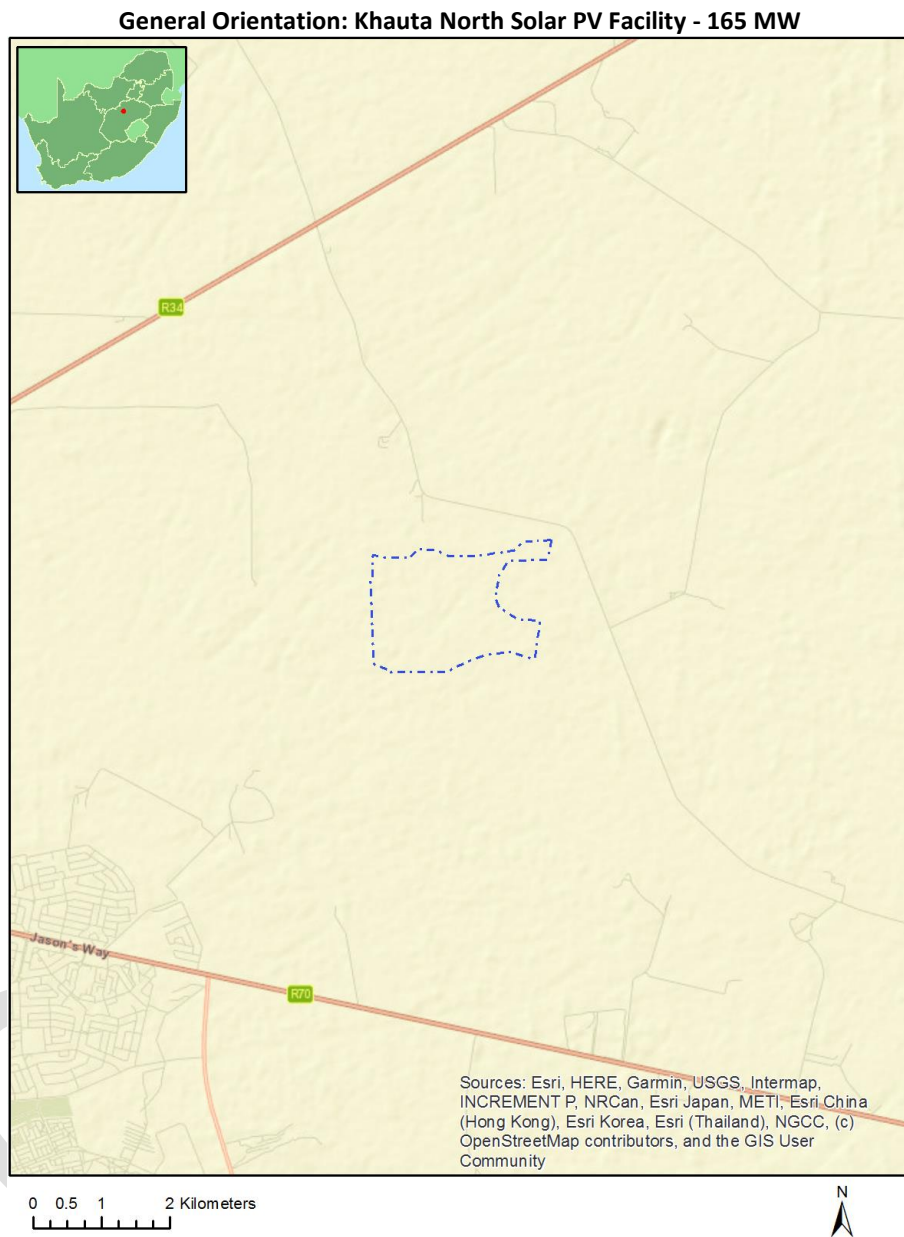 General Orientation: Khauta North Solar PV Facility - 165 MW
R34
Jason's Way
R70
Sources: Esri, HERE, Garmin, USGS, Intermap,
INCREMENT P, NRCan, Esri Japan, METI, Esri China
(Hong Kong), Esri Korea, Esri (Thailand), NGCC, (c)
OpenStreetMap contributors, and the GIS User
Community
0 0.5 1 2 Kilometers
N